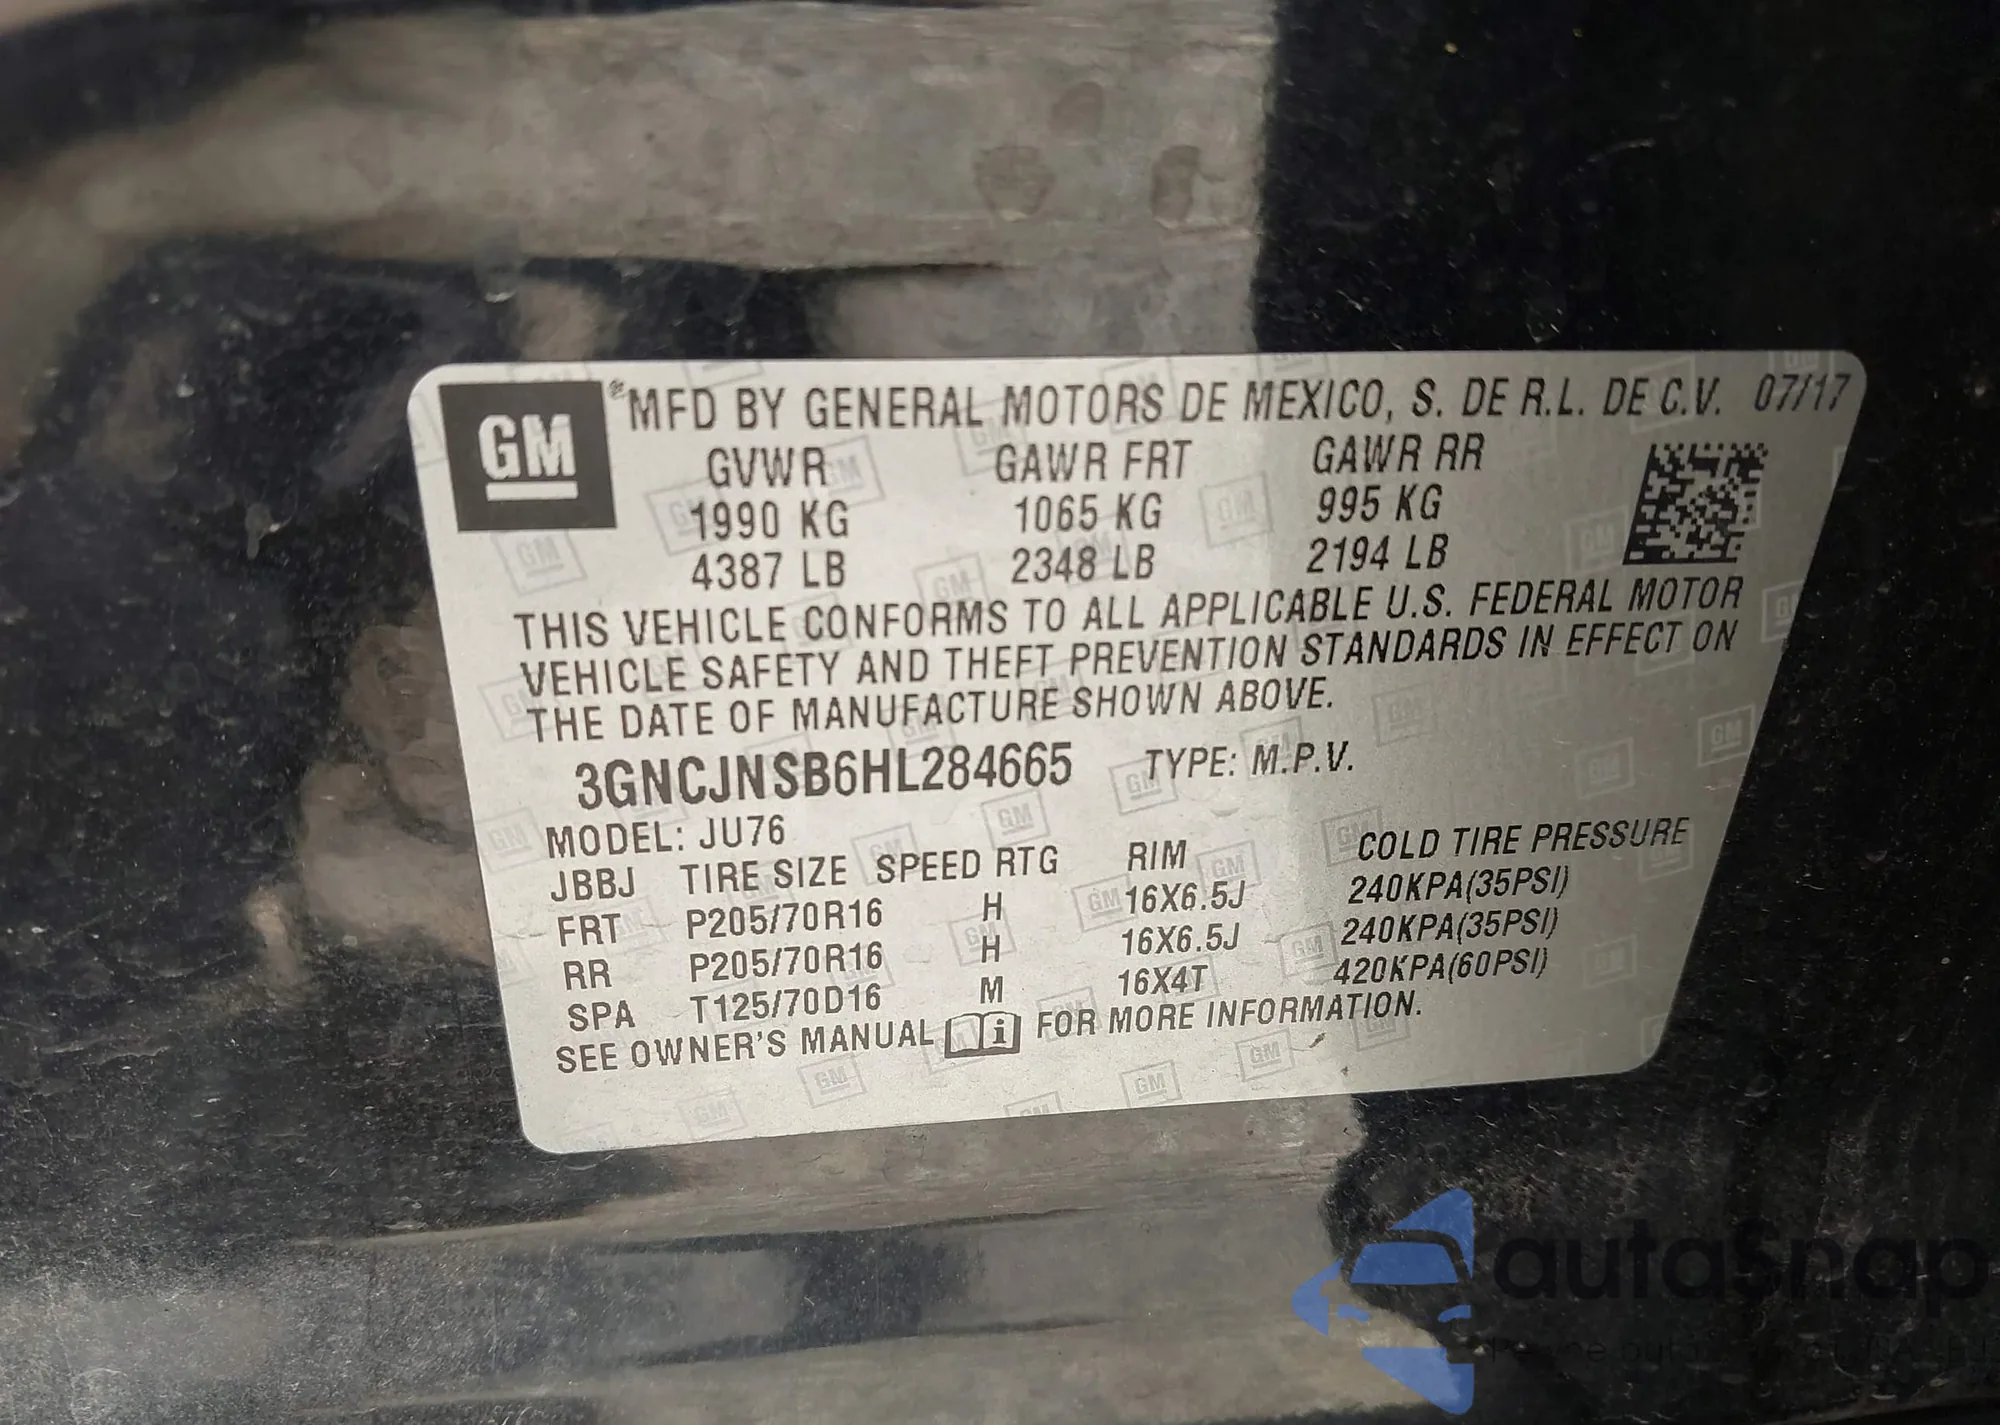 GM
MFD BY GENERAL MOTORS DE MEXICO, S. DE R.L. DE C.V. 07/17
GVWR GAWR FRT GAWR RR
1990 KG 1065 KG 995 KG
4387 LB 2348 LB 2194 LB
THIS VEHICLE CONFORMS TO ALL APPLICABLE U.S. FEDERAL MOTOR
VEHICLE SAFETY AND THEFT PREVENTION STANDARDS IN EFFECT ON
THE DATE OF MANUFACTURE SHOWN ABOVE.
3GNCJNSB6HL284665 TYPE: M.P.V.
MODEL: JU76
JBBJ TIRE SIZE SPEED RTG RIM COLD TIRE PRESSURE
FRT P205/70R16 H 16X6.5J 240KPA(35PSI)
RR P205/70R16 H 16X6.5J 240KPA(35PSI)
SPA T125/70D16 M 16X4T 420KPA(60PSI)
SEE OWNER'S MANUAL i FOR MORE INFORMATION.
autasnap